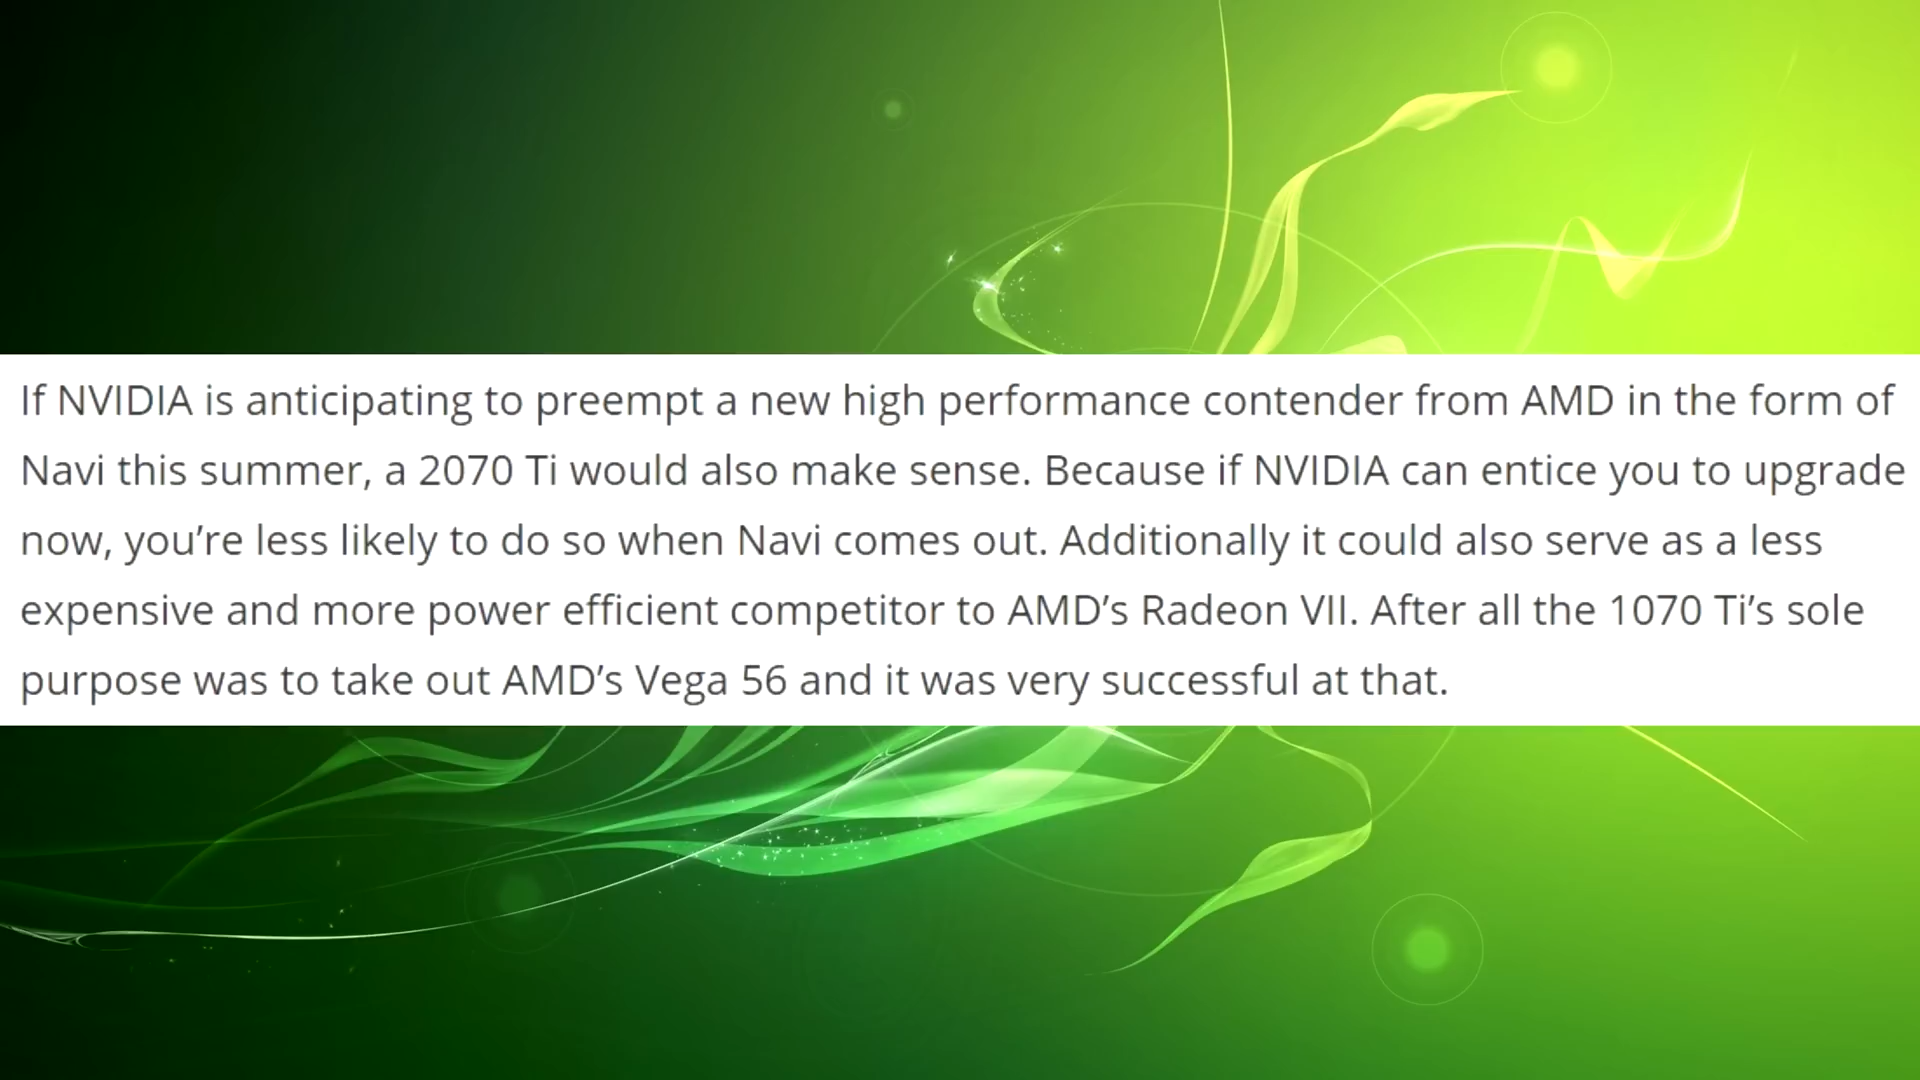 If NVIDIA is anticipating to preempt a new high performance contender from AMD in the form of
Navi this summer, a 2070 Ti would also make sense. Because if NVIDIA can entice you to upgrade
now, you’re less likely to do so when Navi comes out. Additionally it could also serve as a less
expensive and more power efficient competitor to AMD’s Radeon VII. After all the 1070 Ti’s sole
purpose was to take out AMD’s Vega 56 and it was very successful at that.